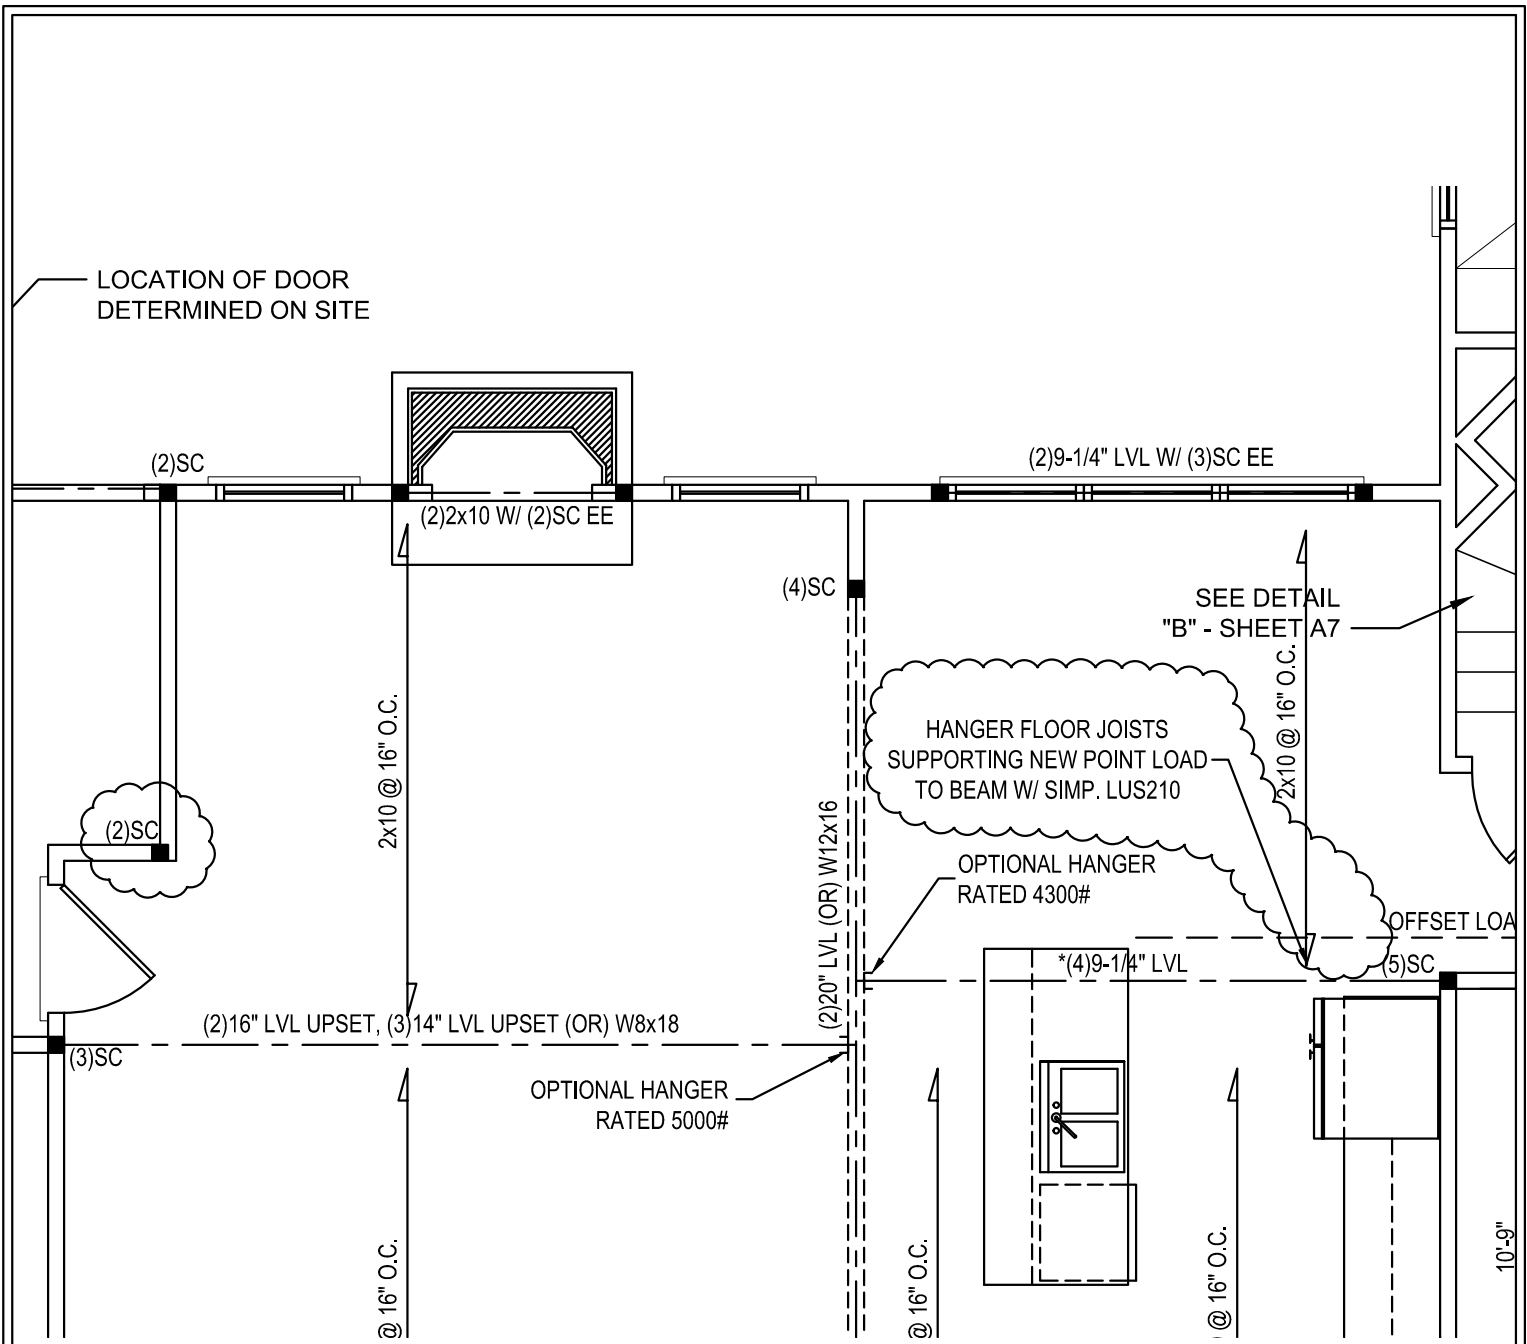 LOCATION OF DOOR
DETERMINED ON SITE
(2)SC
(2)9-1/4" LVL W/ (3)SC EE
(2)2x10 W/ (2)SC EE
(4)SC
SEE DETAIL
"B" - SHEET A7
2x10 @ 16" O.C.
2x10 @ 16" O.C.
HANGER FLOOR JOISTS
SUPPORTING NEW POINT LOAD
TO BEAM W/ SIMP. LUS210
(2)SC
(2)20" LVL (OR) W12x16
OPTIONAL HANGER
RATED 4300#
OFFSET LOA
*(4)9-1/4" LVL
(5)SC
(2)16" LVL UPSET, (3)14" LVL UPSET (OR) W8x18
(3)SC
OPTIONAL HANGER
RATED 5000#
@ 16" O.C.
@ 16" O.C.
@ 16" O.C.
10'-9"